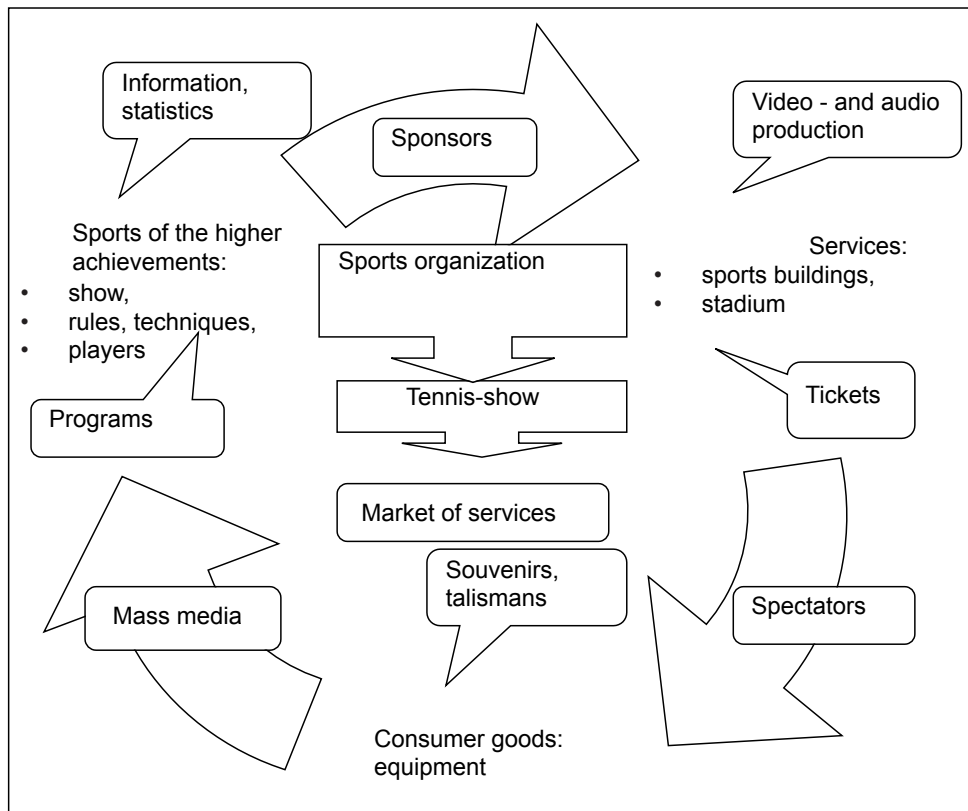 Information,
statistics
Sponsors
Video - and audio
production
Sports of the higher
achievements:
• show,
• rules, techniques,
• players
Sports organization
Services:
• sports buildings,
• stadium
Programs
Tennis-show
Tickets
Market of services
Souvenirs,
talismans
Mass media
Spectators
Consumer goods:
equipment